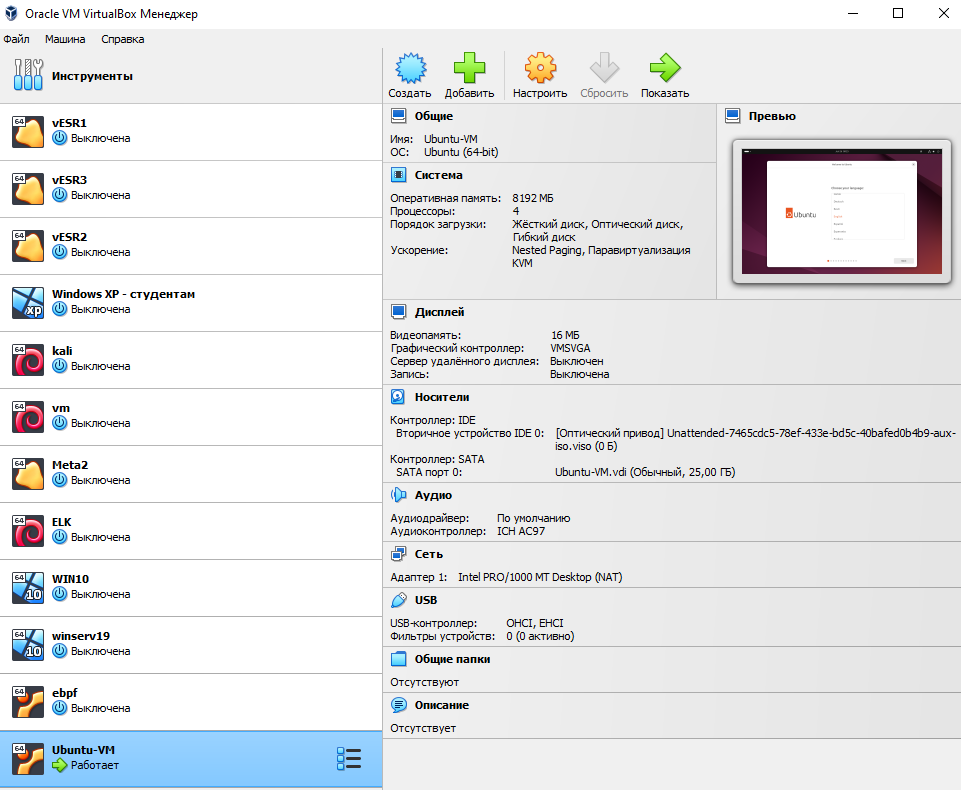 Oracle VM VirtualBox Менеджер
Файл Машина Справка
Инструменты
Создать Добавить Настроить Сбросить Показать
64
vESR1
Выключена
64
vESR3
Выключена
64
vESR2
Выключена
Windows XP - студентам
XP
Выключена
64
kali
Выключена
64
vm
Выключена
64
Meta2
Выключена
64
ELK
Выключена
64
WIN10
10
Выключена
64
winserv19
10
Выключена
64
ebpf
Выключена
64
Ubuntu-VM
Работает
Общие
Имя: Ubuntu-VM
ОС: Ubuntu (64-bit)
Система
Оперативная память: 8192 МБ
Процессоры: 4
Порядок загрузки: Жёсткий диск, Оптический диск,
Гибкий диск
Ускорение: Nested Paging, Паравиртуализация
KVM
Превью
Ubuntu
Дисплей
Видеопамять: 16 МБ
Графический контроллер: VMSVGA
Сервер удалённого дисплея: Выключен
Запись: Выключена
Носители
Контроллер: IDE
Вторичное устройство IDE 0: [Оптический привод] Unattended-7465cdc5-78ef-433e-bd5c-40bafed0b4b9-aux-
iso.viso (0 Б)
Контроллер: SATA
SATA порт 0: Ubuntu-VM.vdi (Обычный, 25,00 ГБ)
Аудио
Аудиодрайвер: По умолчанию
Аудиоконтроллер: ICH AC97
Сеть
Адаптер 1: Intel PRO/1000 MT Desktop (NAT)
USB
USB-контроллер: OHCI, EHCI
Фильтры устройств: 0 (0 активно)
Общие папки
Отсутствуют
Описание
Отсутствует